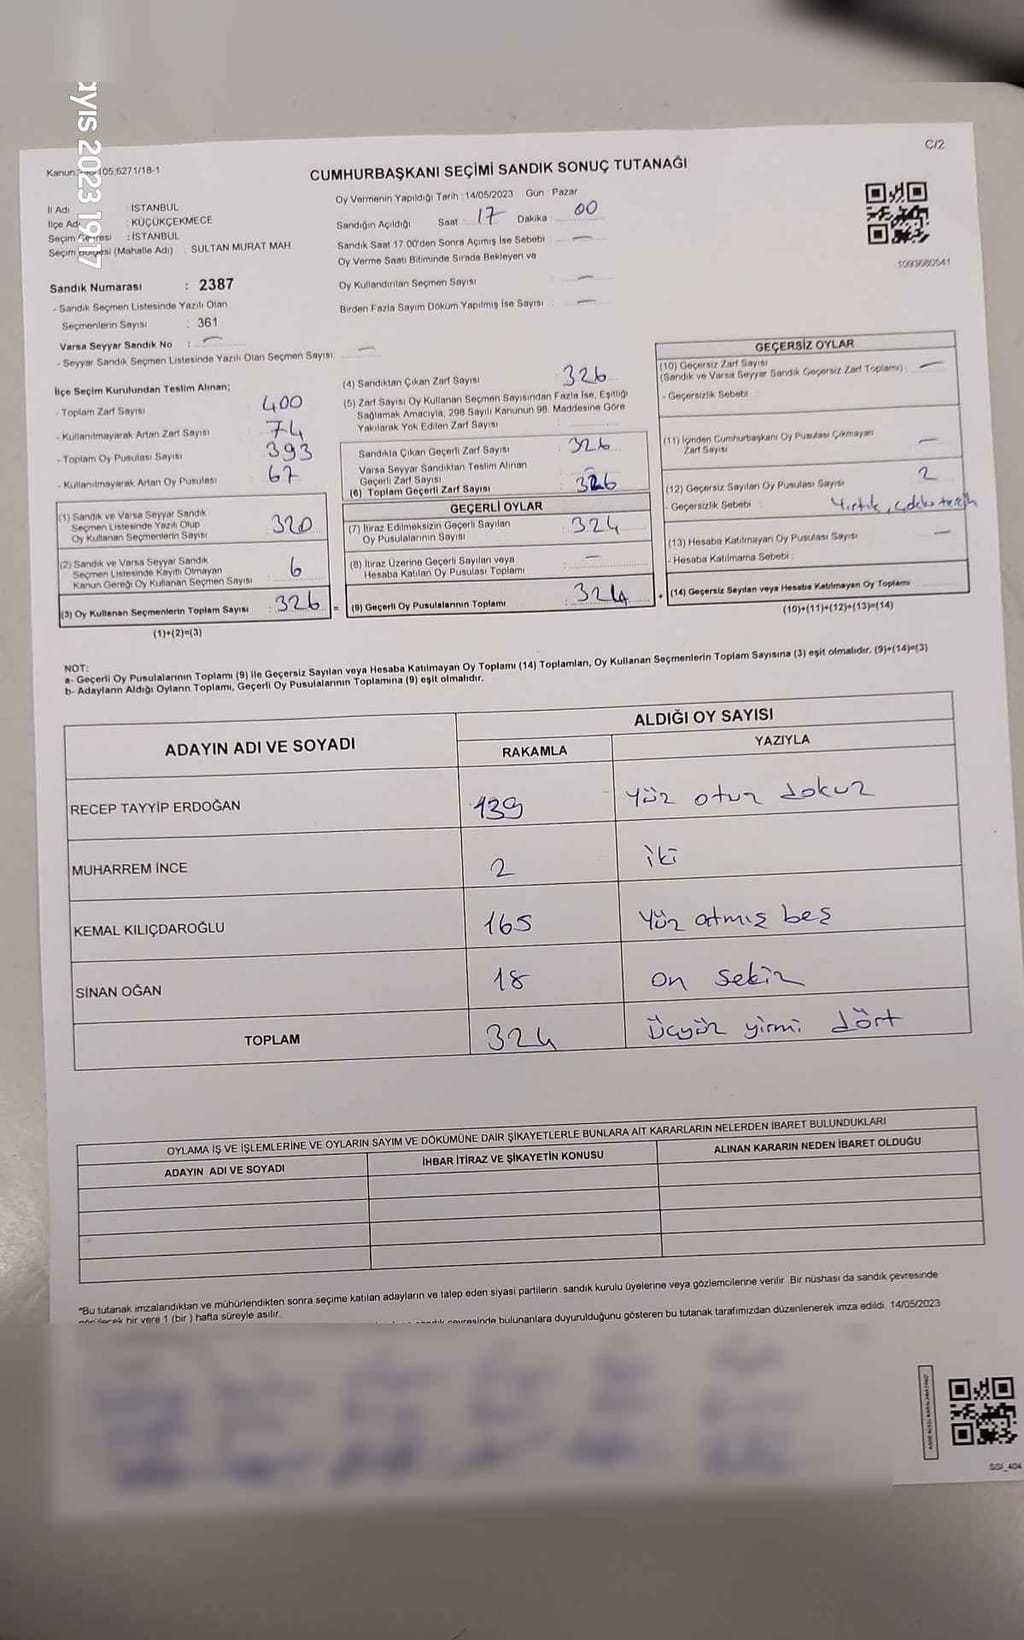 C/2
CUMHURBAŞKANI SEÇİMİ SANDIK SONUÇ TUTANAĞI
2023 19:17
Oy Vermenin Yapıldığı Tarih :14/05/2023 Gün : Pazar
İl Adı : İSTANBUL
İlçe Adı : KÜÇÜKÇEKMECE
Seçim Çevresi : İSTANBUL
Seçim Bölgesi (Mahalle Adı) : SULTAN MURAT MAH
Sandığın Açıldığı Saat : 17 Dakika 00
Sandık Saat 17.00'den Sonra Açımış İse Sebebi : —
Oy Verme Saati Bitiminde Sırada Bekleyen ve
Oy Kullandırılan Seçmen Sayısı —
Birden Fazla Sayım Döküm Yapılmış İse Sayısı —
1093680541
Sandık Numarası : 2387
- Sandık Seçmen Listesinde Yazılı Olan
Seçmenlerin Sayısı : 361
Varsa Seyyar Sandık No : —
- Seyyar Sandık Seçmen Listesinde Yazılı Olan Seçmen Sayısı —
İlçe Seçim Kurulundan Teslim Alınan;
- Toplam Zarf Sayısı 400
- Kullanılmayarak Artan Zarf Sayısı 74
- Toplam Oy Pusulası Sayısı 393
- Kullanılmayarak Artan Oy Pusulası 67
(1) Sandık ve Varsa Seyyar Sandık
Seçmen Listesinde Yazılı Olup
Oy Kullanan Seçmenlerin Sayısı 320
(2) Sandık ve Varsa Seyyar Sandık
Seçmen Listesinde Kayıtlı Olmayan
Kanun Gereği Oy Kullanan Seçmen Sayısı 6
(3) Oy Kullanan Seçmenlerin Toplam Sayısı : 326 =
(1)+(2)=(3)
(4) Sandıktan Çıkan Zarf Sayısı 326
(5) Zarf Sayısı Oy Kullanan Seçmen Sayısından Fazla İse, Eşitliği
Sağlamak Amacıyla, 298 Sayılı Kanunun 98. Maddesine Göre
Yakılarak Yok Edilen Zarf Sayısı
Sandıkta Çıkan Geçerli Zarf Sayısı 326
Varsa Seyyar Sandıktan Teslim Alınan
Geçerli Zarf Sayısı —
(6) Toplam Geçerli Zarf Sayısı 326
GEÇERLİ OYLAR
(7) İtiraz Edilmeksizin Geçerli Sayılan
Oy Pusulalarının Sayısı 324
(8) İtiraz Üzerine Geçerli Sayılan veya
Hesaba Katılan Oy Pusulası Toplamı —
(9) Geçerli Oy Pusulalarının Toplamı 324 +
GEÇERSİZ OYLAR
(10) Geçersiz Zarf Sayısı —
(Sandık ve Varsa Seyyar Sandık Geçersiz Zarf Toplamı)
- Geçersizlik Sebebi
(11) İçinden Cumhurbaşkanı Oy Pusulası Çıkmayan
Zarf Sayısı —
(12) Geçersiz Sayılan Oy Pusulası Sayısı 2
- Geçersizlik Sebebi Yırtık,
(13) Hesaba Katılmayan Oy Pusulası Sayısı —
- Hesaba Katılmama Sebebi :
(14) Geçersiz Sayılan veya Hesaba Katılmayan Oy Toplamı
(10)+(11)+(12)+(13)=(14)
NOT:
a- Geçerli Oy Pusulalarının Toplamı (9) ile Geçersiz Sayılan veya Hesaba Katılmayan Oy Toplamı (14) Toplamları, Oy Kullanan Seçmenlerin Toplam Sayısına (3) eşit olmalıdır. (9)+(14)=(3)
b- Adayların Aldığı Oyların Toplamı, Geçerli Oy Pusulalarının Toplamına (9) eşit olmalıdır.
ADAYIN ADI VE SOYADI
ALDIĞI OY SAYISI
RAKAMLA YAZIYLA
RECEP TAYYİP ERDOĞAN 139 Yüz otuz dokuz
MUHARREM İNCE 2 iki
KEMAL KILIÇDAROĞLU 165 Yüz atmış beş
SİNAN OĞAN 18 on sekiz
TOPLAM 324 Üçyüz yirmi dört
OYLAMA İŞ VE İŞLEMLERİNE VE OYLARIN SAYIM VE DÖKÜMÜNE DAİR ŞİKAYETLERLE BUNLARA AİT KARARLARIN NELERDEN İBARET BULUNDUKLARI
ADAYIN ADI VE SOYADI İHBAR İTİRAZ VE ŞİKAYETİN KONUSU ALINAN KARARIN NEDEN İBARET OLDUĞU
*Bu tutanak imzalandıktan ve mühürlendikten sonra seçime katılan adayların ve talep eden siyasi partilerin sandık kurulu üyelerine veya gözlemcilerine verilir. Bir nüshası da sandık çevresinde
bir yere 1 (bir ) hafta süreyle asılır.
bulunanlara duyurulduğunu gösteren bu tutanak tarafımızdan düzenlenerek imza edildi. 14/05/2023
SSI_404